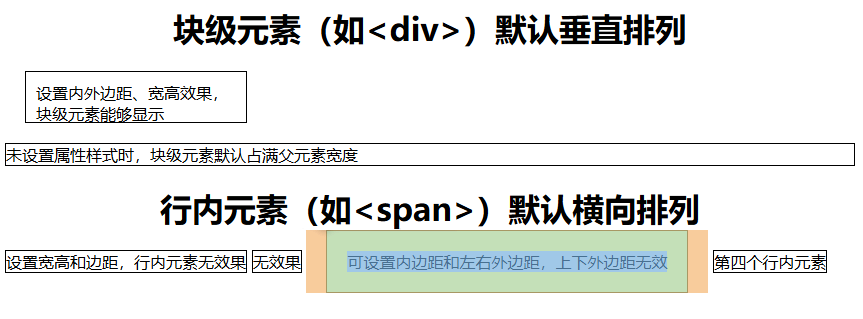 块级元素（如<div>）默认垂直排列
设置内外边距、宽高效果，
块级元素能够显示
未设置属性样式时，块级元素默认占满父元素宽度
行内元素（如<span>）默认横向排列
设置宽高和边距，行内元素无效果 无效果 可设置内边距和左右外边距，上下外边距无效 第四个行内元素